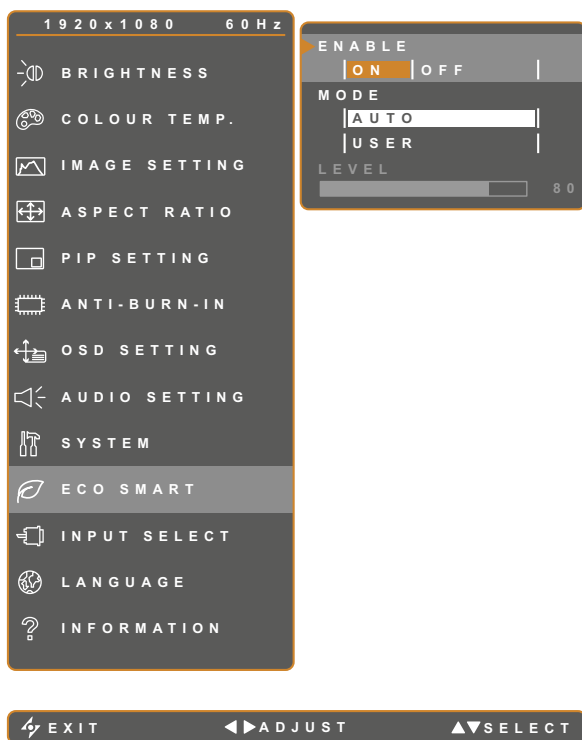 1920x1080 60Hz
BRIGHTNESS
COLOUR TEMP.
IMAGE SETTING
ASPECT RATIO
PIP SETTING
ANTI-BURN-IN
OSD SETTING
AUDIO SETTING
SYSTEM
ECO SMART
INPUT SELECT
LANGUAGE
INFORMATION
ENABLE
ON OFF
MODE
AUTO
USER
LEVEL
80
EXIT ADJUST SELECT